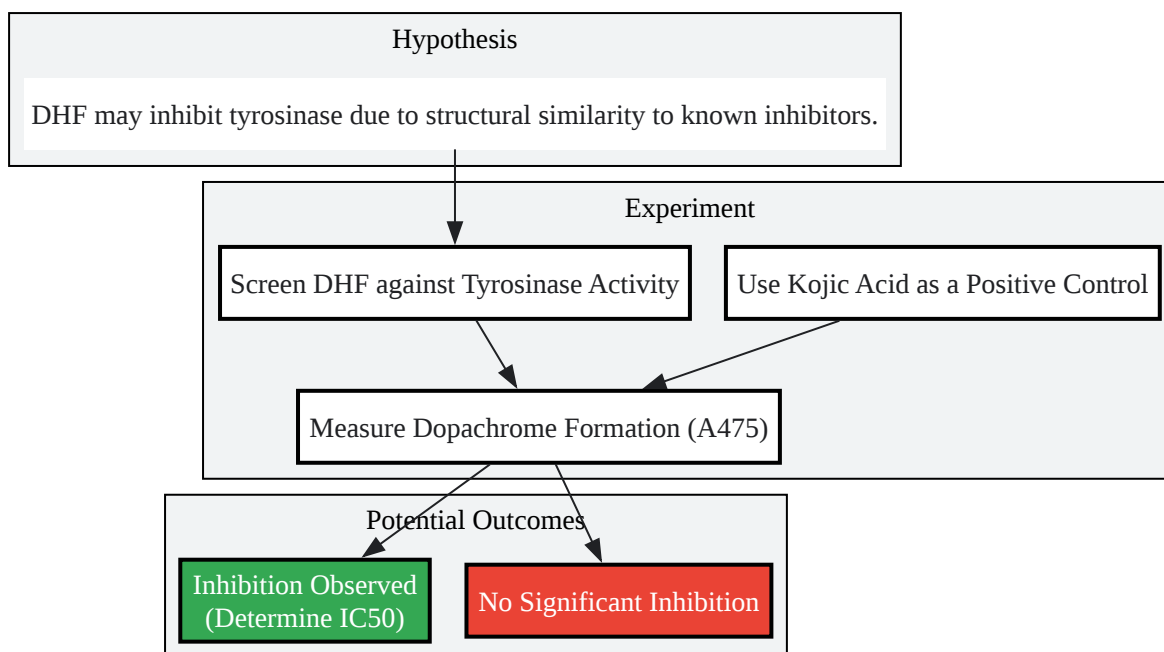 Hypothesis
DHF may inhibit tyrosinase due to structural similarity to known inhibitors.
Experiment
Screen DHF against Tyrosinase Activity
Use Kojic Acid as a Positive Control
Measure Dopachrome Formation (A475)
Potential Outcomes
Inhibition Observed
(Determine IC50)
No Significant Inhibition